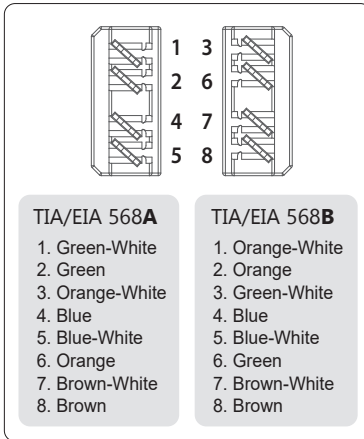 1 3
2 6
4 7
5 8
TIA/EIA 568A
1. Green-White
2. Green
3. Orange-White
4. Blue
5. Blue-White
6. Orange
7. Brown-White
8. Brown
TIA/EIA 568B
1. Orange-White
2. Orange
3. Green-White
4. Blue
5. Blue-White
6. Green
7. Brown-White
8. Brown